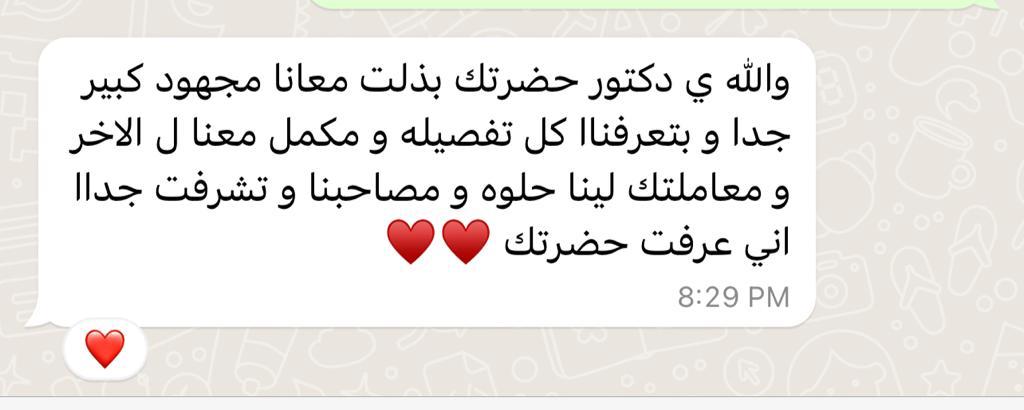 والله ي دكتور حضرتك بذلت معانا مجهود كبير
جدا و بتعرفناا كل تفصيله و مكمل معنا ل الاخر
و معاملتك لينا حلوه و مصاحبنا و تشرفت جداا
اني عرفت حضرتك ♥️♥️
8:29 PM
❤️